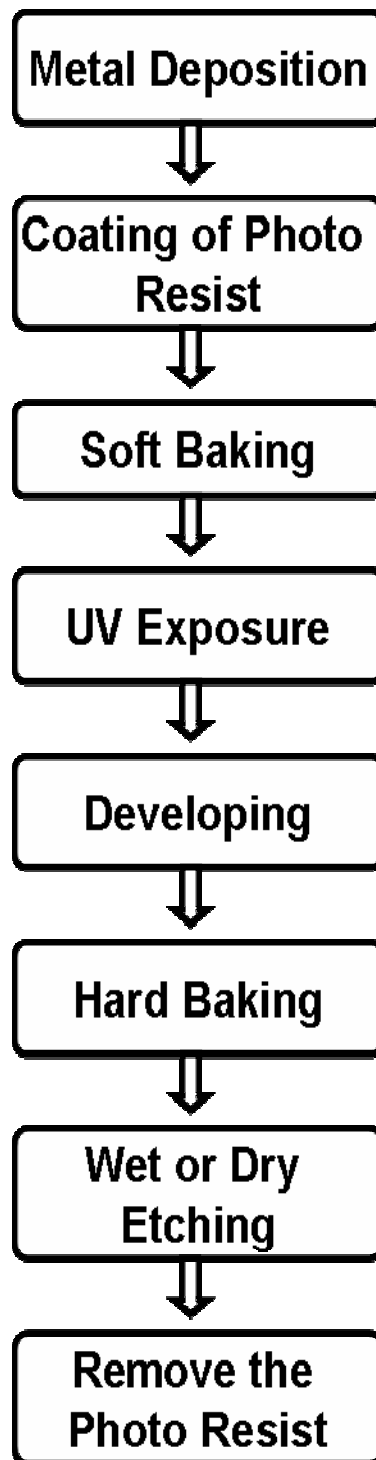 Metal Deposition
Coating of Photo
Resist
Soft Baking
UV Exposure
Developing
Hard Baking
Wet or Dry
Etching
Remove the
Photo Resist